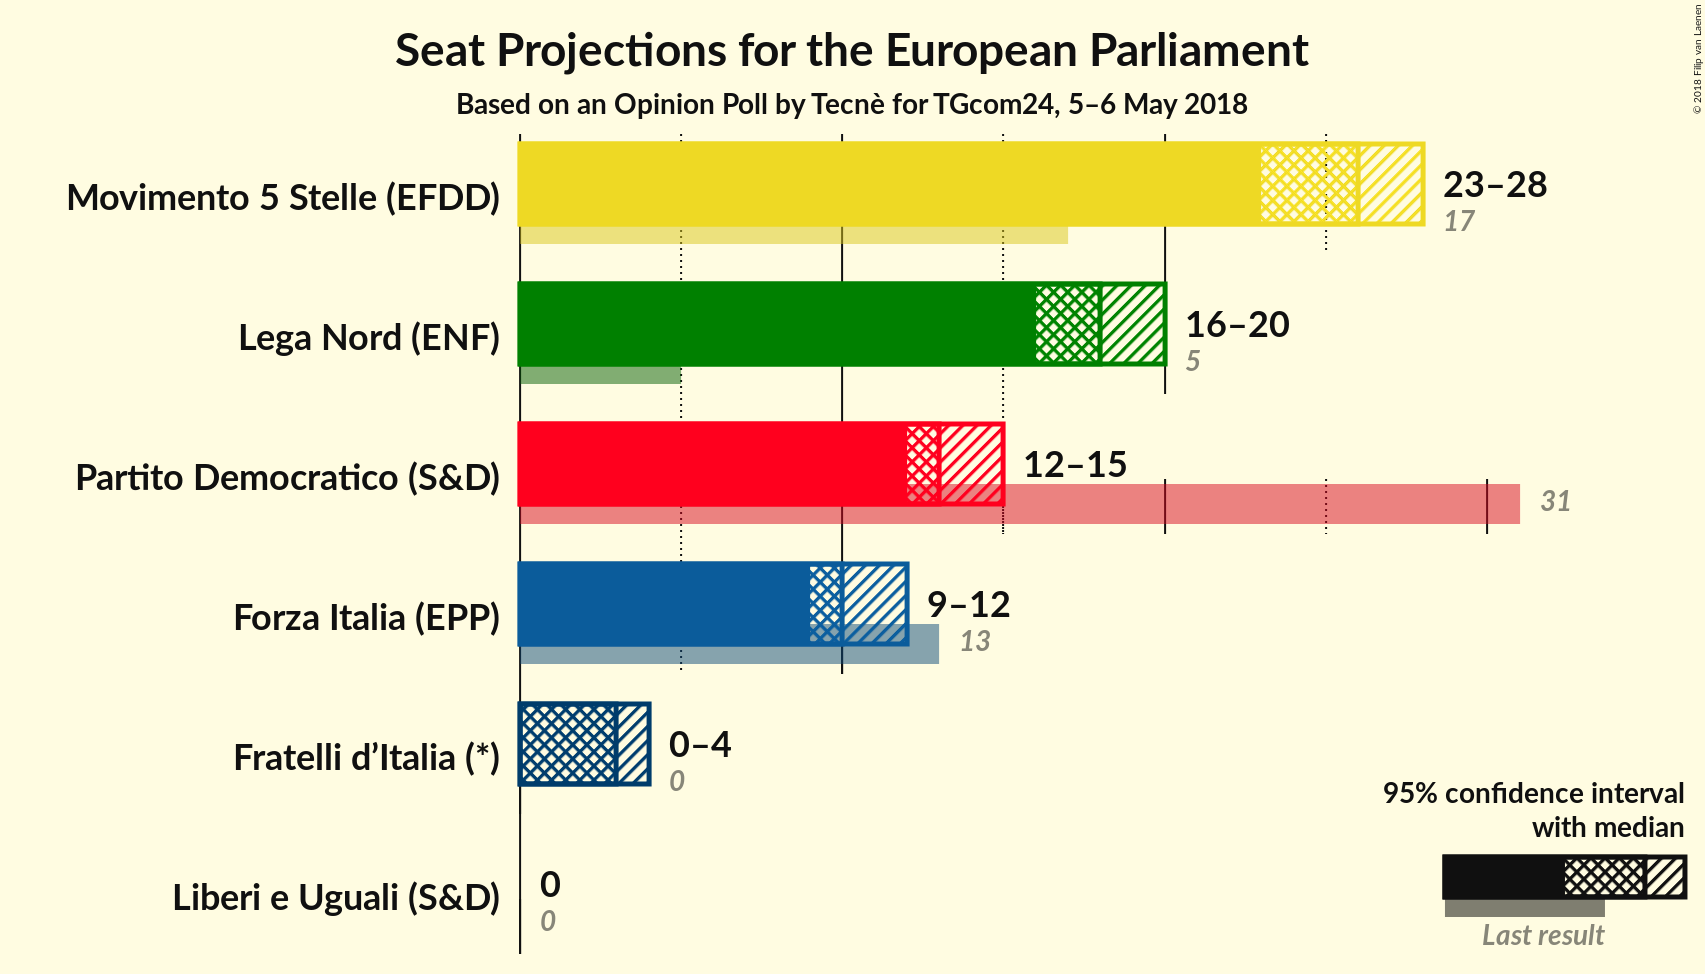 Seat Projections for the European Parliament
Based on an Opinion Poll by Tecnè for TGcom24, 5–6 May 2018
© 2018 Filip van Laenen
Movimento 5 Stelle (EFDD)
23–28
17
Lega Nord (ENF)
16–20
5
Partito Democratico (S&D)
12–15
31
Forza Italia (EPP)
9–12
13
Fratelli d’Italia (*)
0–4
0
Liberi e Uguali (S&D)
0
0
95% confidence interval
with median
Last result